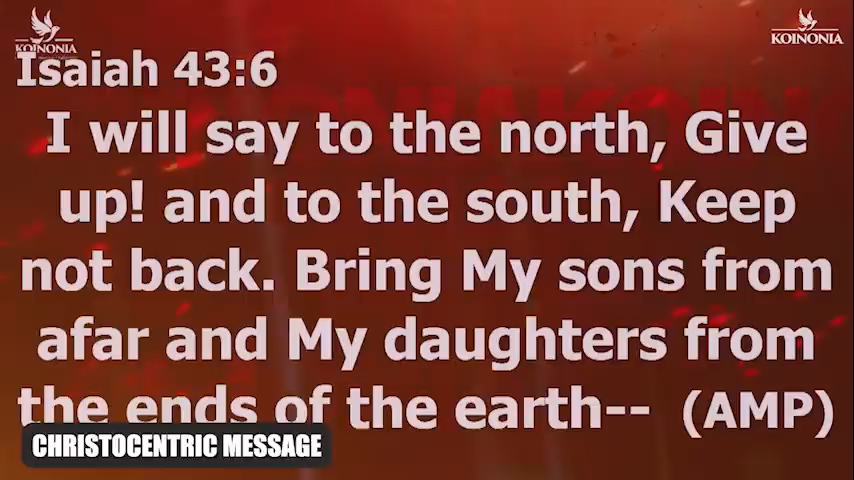 KOINONIA
KOINONIA
Isaiah 43:6
I will say to the north, Give
up! and to the south, Keep
not back. Bring My sons from
afar and My daughters from
the ends of the earth-- (AMP)
CHRISTOCENTRIC MESSAGE